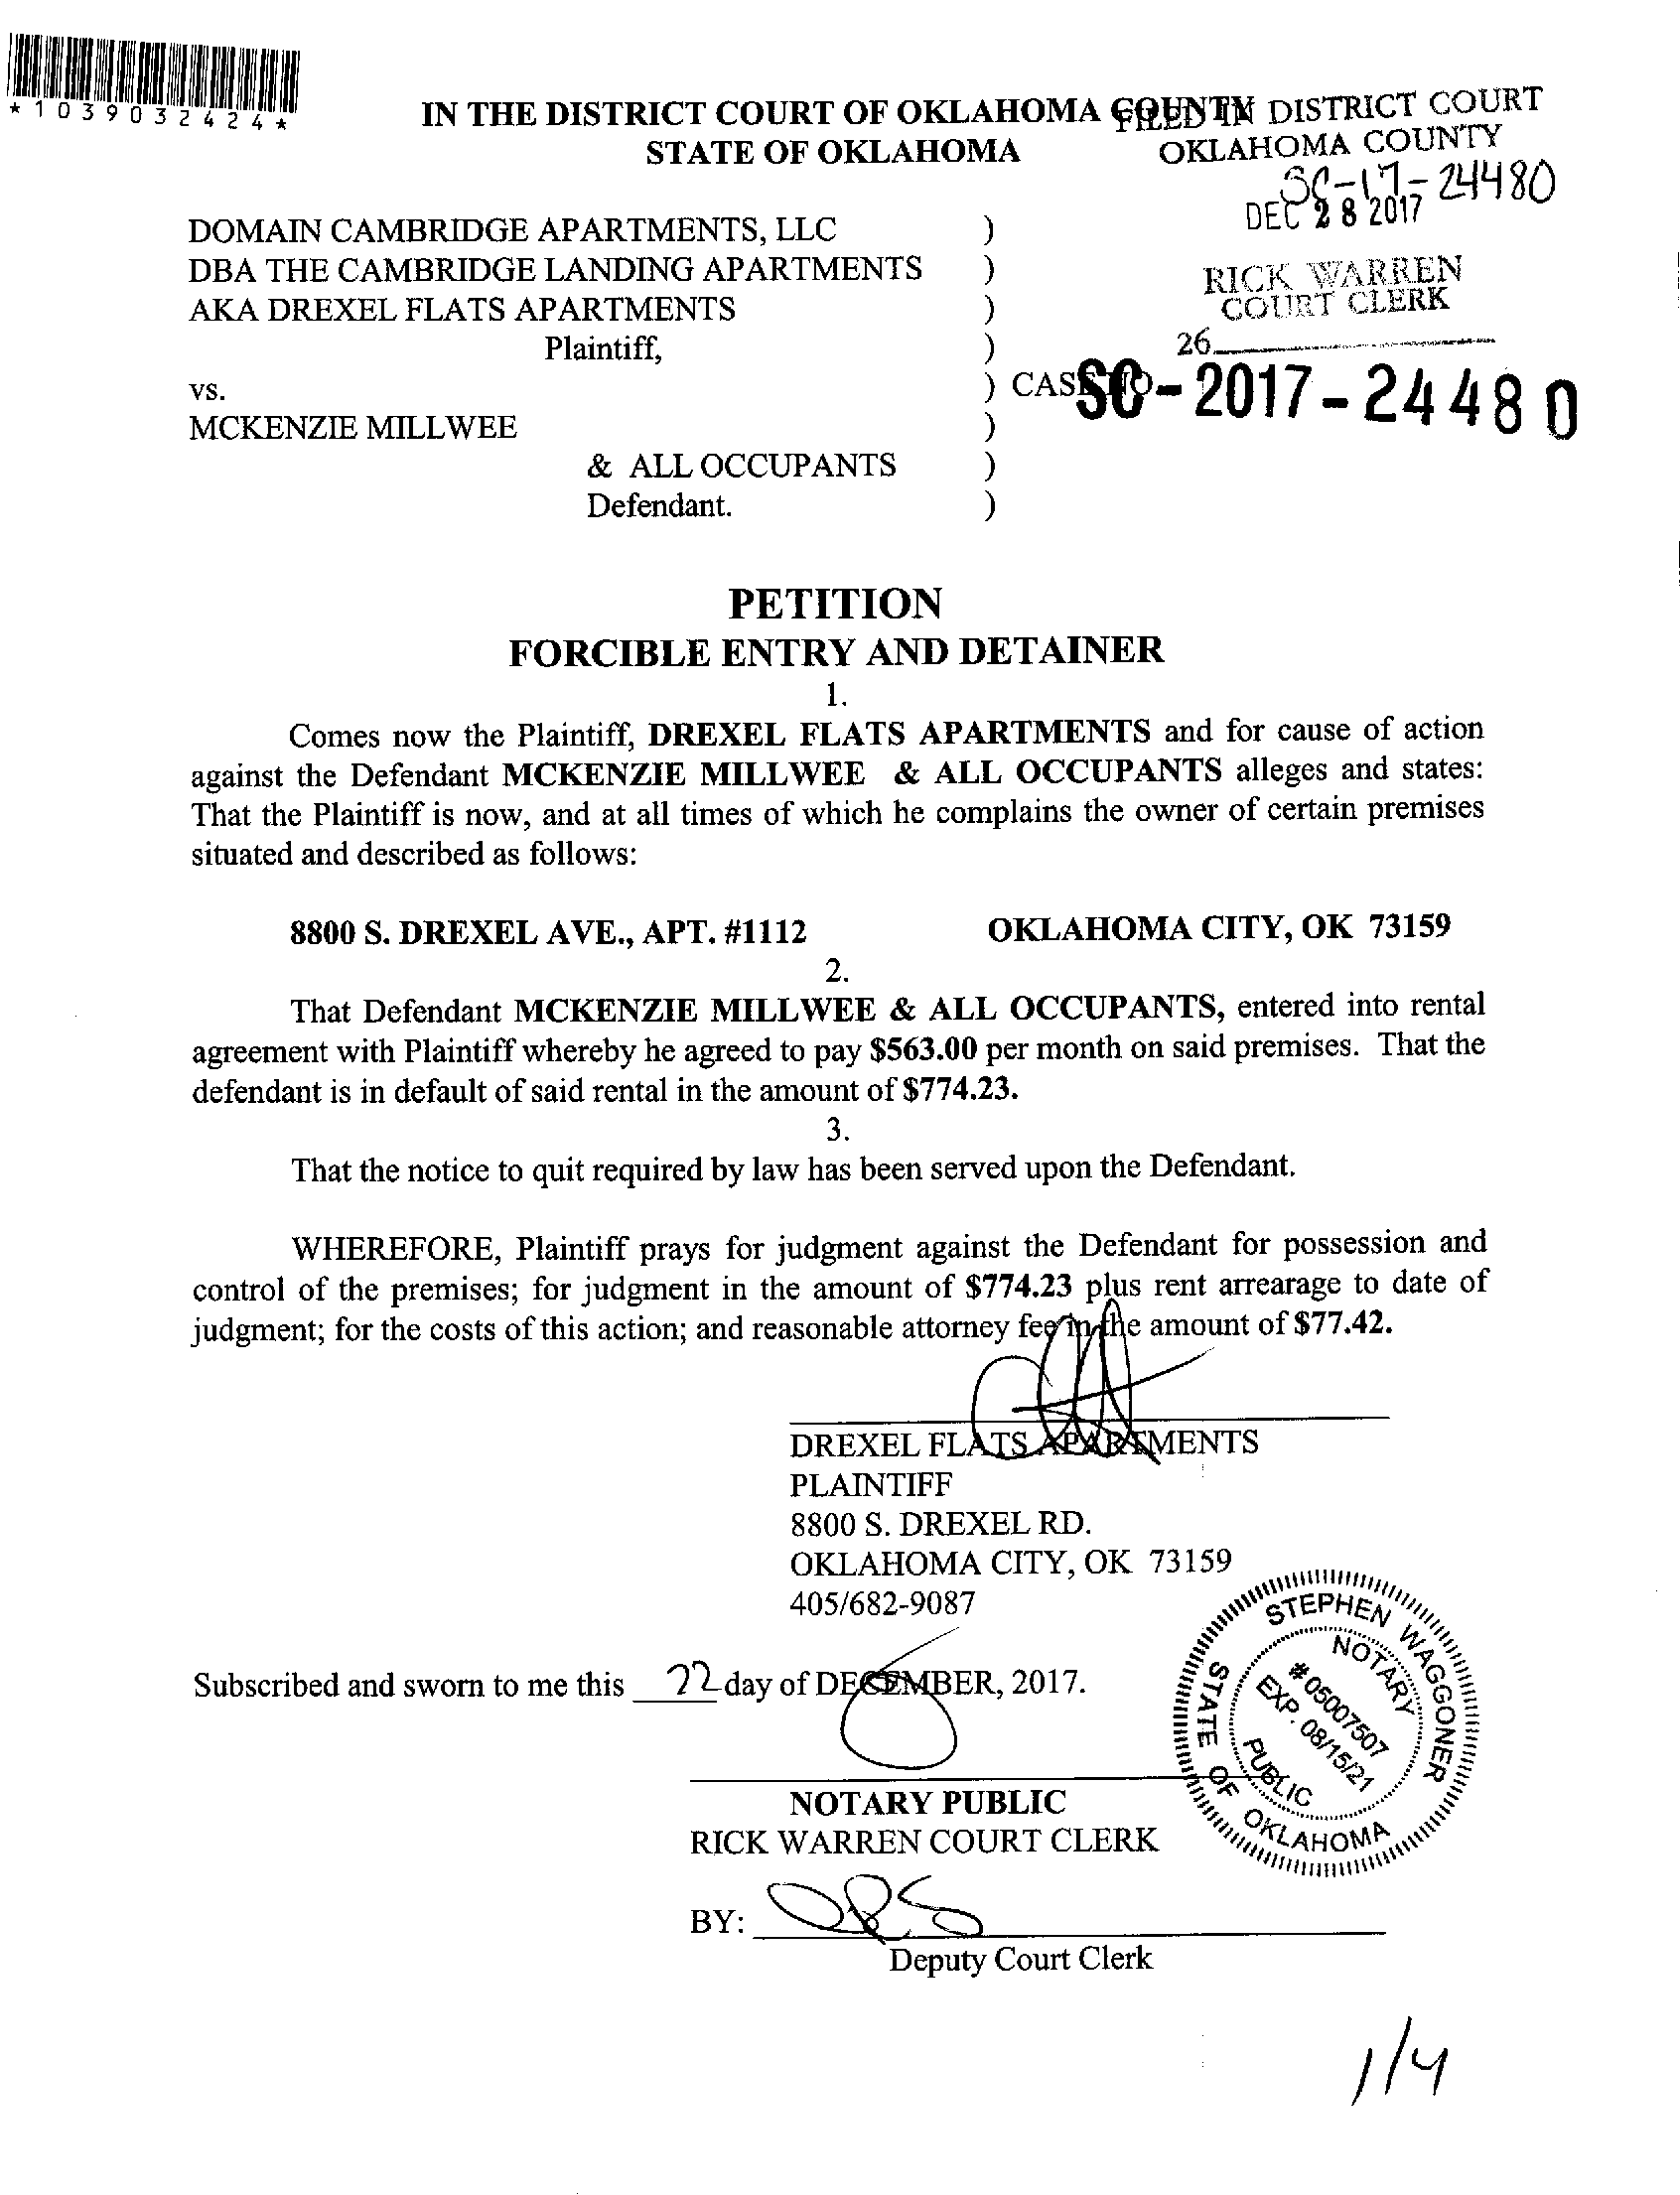 *1039032424*
IN THE DISTRICT COURT OF OKLAHOMA COUNTY
STATE OF OKLAHOMA
FILED IN DISTRICT COURT
OKLAHOMA COUNTY
SC-17-24480
DEC 28 2017
RICK WARREN
COURT CLERK
26
DOMAIN CAMBRIDGE APARTMENTS, LLC )
DBA THE CAMBRIDGE LANDING APARTMENTS )
AKA DREXEL FLATS APARTMENTS )
Plaintiff, )
vs. ) CASE NO. SC-2017-24480
MCKENZIE MILLWEE )
& ALL OCCUPANTS )
Defendant. )
PETITION
FORCIBLE ENTRY AND DETAINER
1.
Comes now the Plaintiff, DREXEL FLATS APARTMENTS and for cause of action
against the Defendant MCKENZIE MILLWEE & ALL OCCUPANTS alleges and states:
That the Plaintiff is now, and at all times of which he complains the owner of certain premises
situated and described as follows:
8800 S. DREXEL AVE., APT. #1112 OKLAHOMA CITY, OK 73159
2.
That Defendant MCKENZIE MILLWEE & ALL OCCUPANTS, entered into rental
agreement with Plaintiff whereby he agreed to pay $563.00 per month on said premises. That the
defendant is in default of said rental in the amount of $774.23.
3.
That the notice to quit required by law has been served upon the Defendant.
WHEREFORE, Plaintiff prays for judgment against the Defendant for possession and
control of the premises; for judgment in the amount of $774.23 plus rent arrearage to date of
judgment; for the costs of this action; and reasonable attorney fee in the amount of $77.42.
DREXEL FLATS APARTMENTS
PLAINTIFF
8800 S. DREXEL RD.
OKLAHOMA CITY, OK 73159
405/682-9087
Subscribed and sworn to me this 22 day of DECEMBER, 2017.
STEPHEN WAGGONER
NOTARY
# 05007507
EXP. 08/15/21
PUBLIC
STATE OF OKLAHOMA
NOTARY PUBLIC
RICK WARREN COURT CLERK
BY:
Deputy Court Clerk
1/4